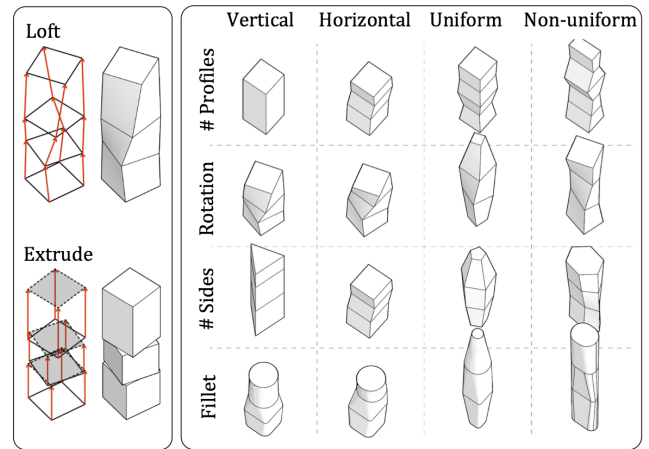 Loft
Extrude
Vertical Horizontal Uniform Non-uniform
# Profiles
Rotation
# Sides
Fillet